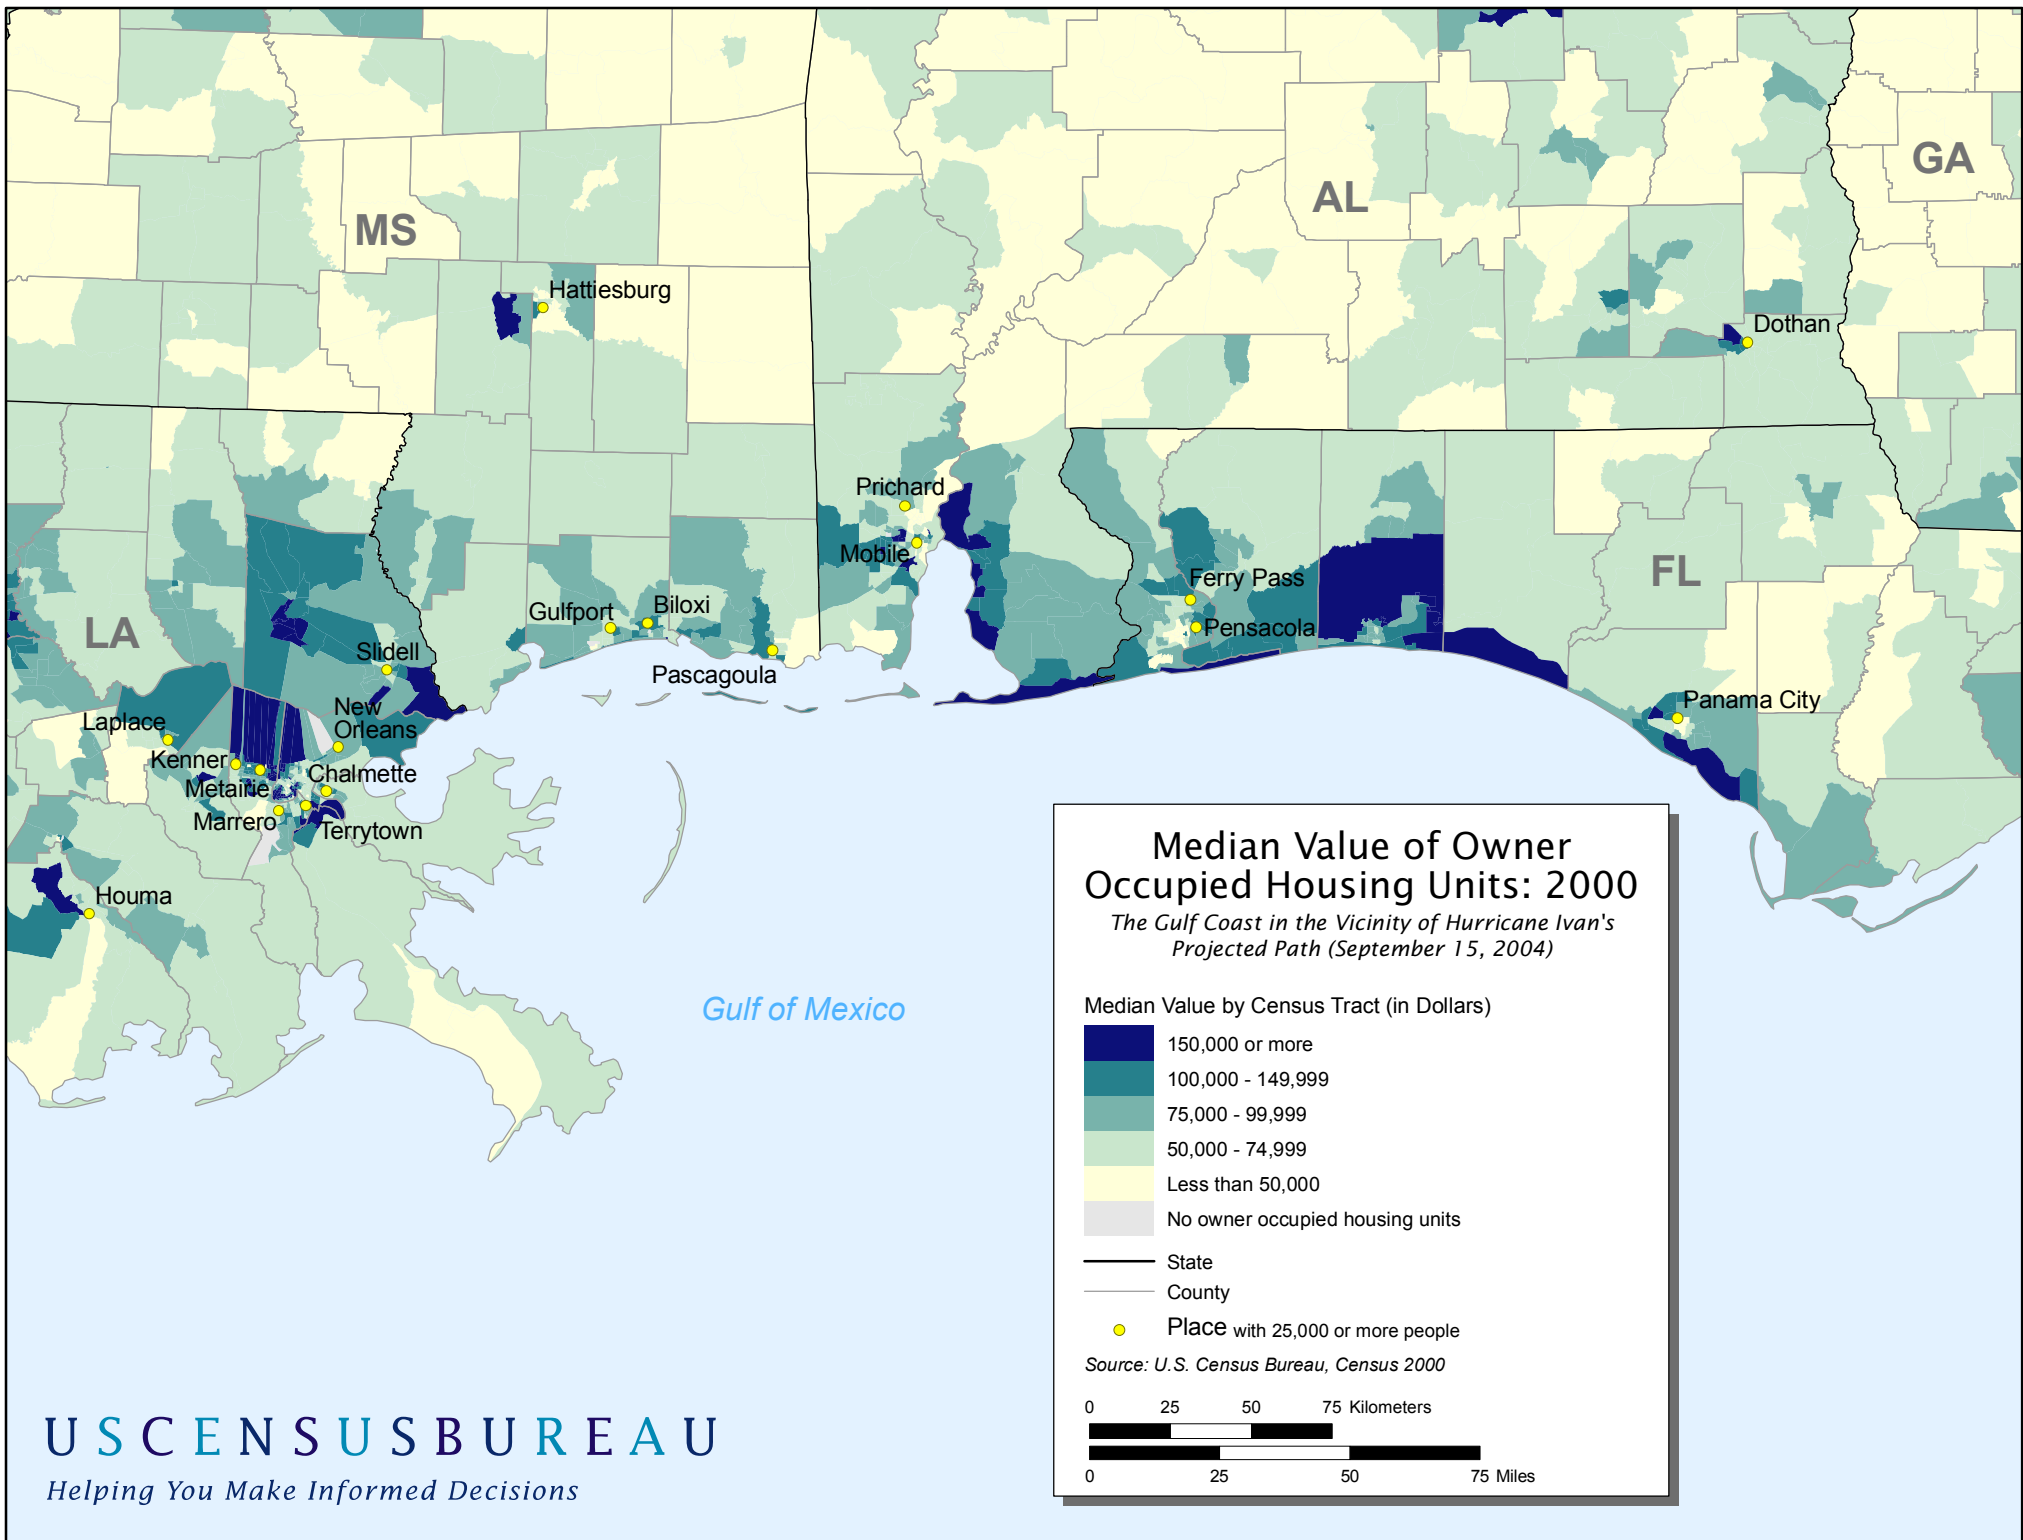 MS
AL
GA
Hattiesburg
Dothan
Prichard
Mobile
FL
Ferry Pass
Biloxi
Gulfport
Pensacola
LA
Slidell
Pascagoula
Panama City
New
Orleans
Laplace
Kenner
Chalmette
Metairie
Marrero
Terrytown
Houma
Gulf of Mexico
Median Value of Owner
Occupied Housing Units: 2000
The Gulf Coast in the Vicinity of Hurricane Ivan's
Projected Path (September 15, 2004)
Median Value by Census Tract (in Dollars)
150,000 or more
100,000 - 149,999
75,000 - 99,999
50,000 - 74,999
Less than 50,000
No owner occupied housing units
State
County
Place with 25,000 or more people
Source: U.S. Census Bureau, Census 2000
0 25 50 75 Kilometers
0 25 50 75 Miles
USCENSUSBUREAU
Helping You Make Informed Decisions